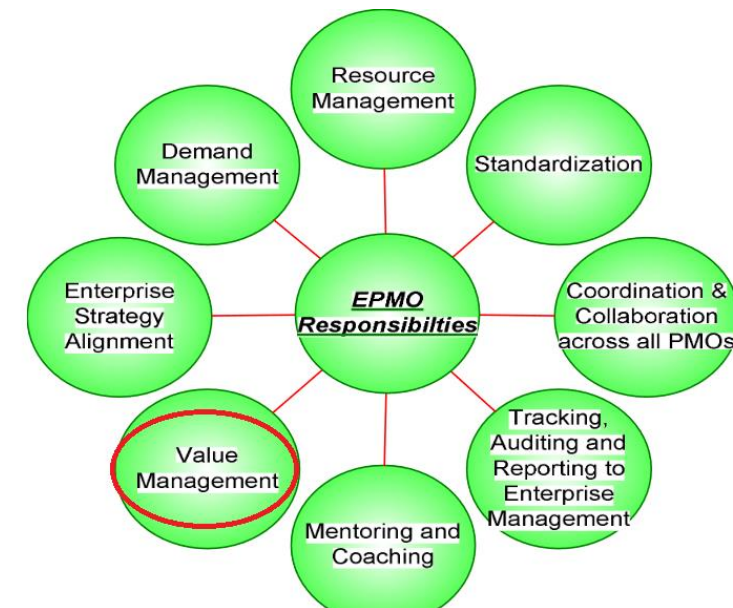 Resource
Management
Demand
Management
Standardization
Enterprise
Strategy
Alignment
EPMO
Responsibilties
Coordination &
Collaboration
across all PMOs
Value
Management
Tracking,
Auditing and
Reporting to
Enterprise
Management
Mentoring and
Coaching